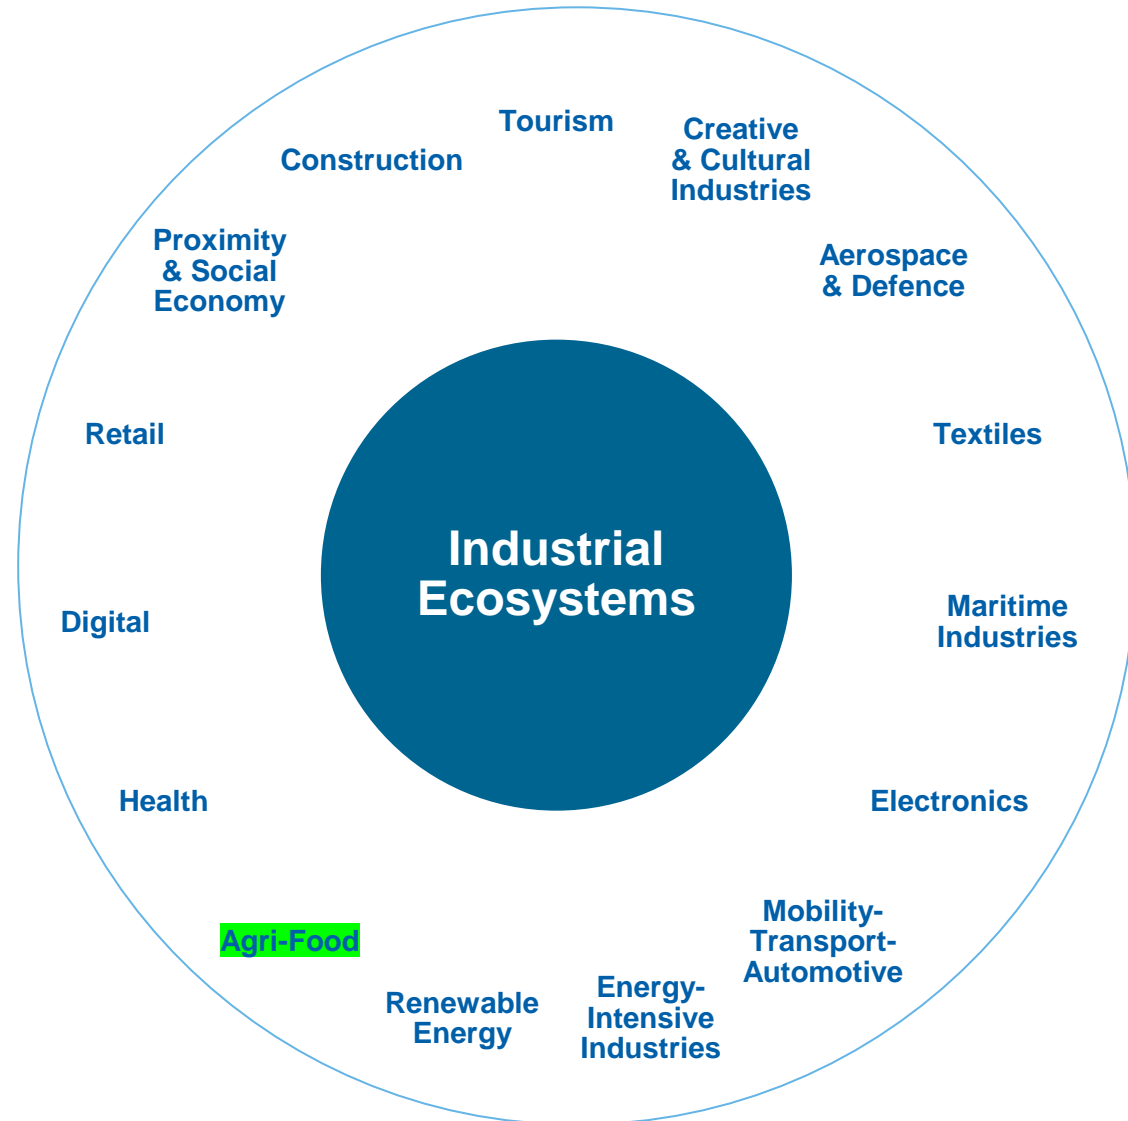 Tourism
Creative
& Cultural
Industries
Construction
Proximity
& Social
Economy
Aerospace
& Defence
Retail
Textiles
Industrial
Ecosystems
Digital
Maritime
Industries
Health
Electronics
Agri-Food
Mobility-
Transport-
Automotive
Renewable
Energy
Energy-
Intensive
Industries